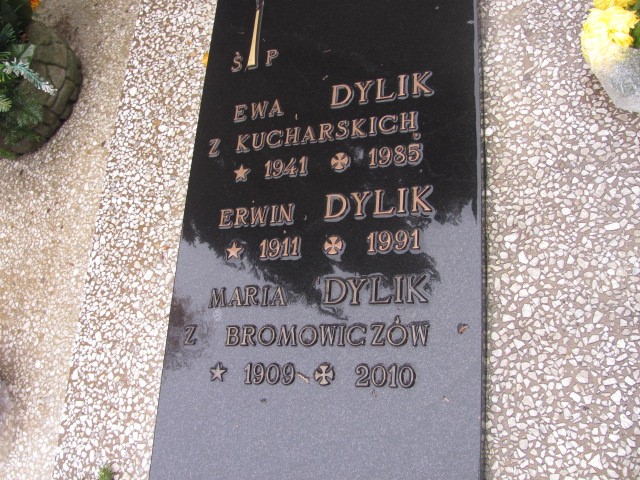 Ś P
EWA DYLIK
Z KUCHARSKICH
1941 1985
ERWIN DYLIK
1911 1991
MARIA DYLIK
Z BROMOWICZÓW
1909 2010